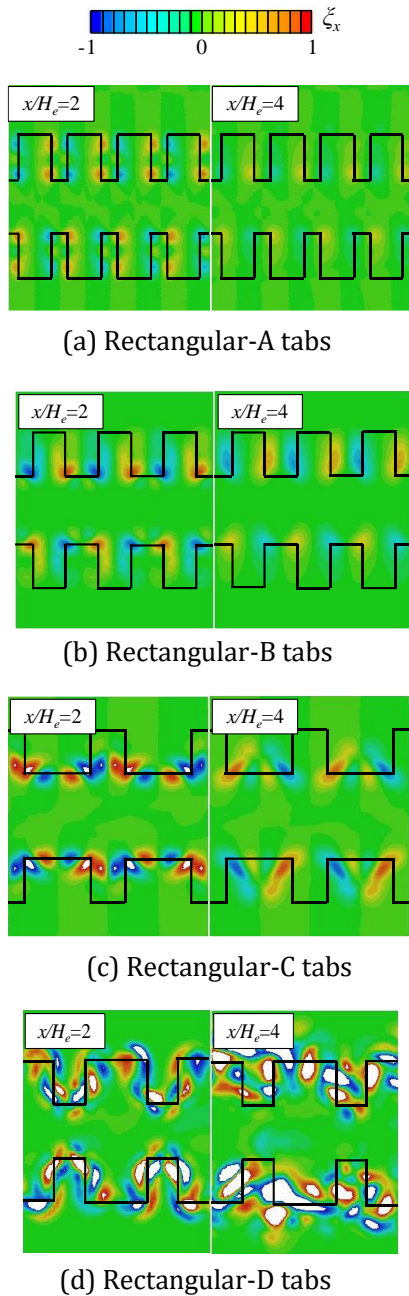 ξx
-1 0 1
x/He=2 x/He=4
(a) Rectangular-A tabs
x/He=2 x/He=4
(b) Rectangular-B tabs
x/He=2 x/He=4
(c) Rectangular-C tabs
x/He=2 x/He=4
(d) Rectangular-D tabs